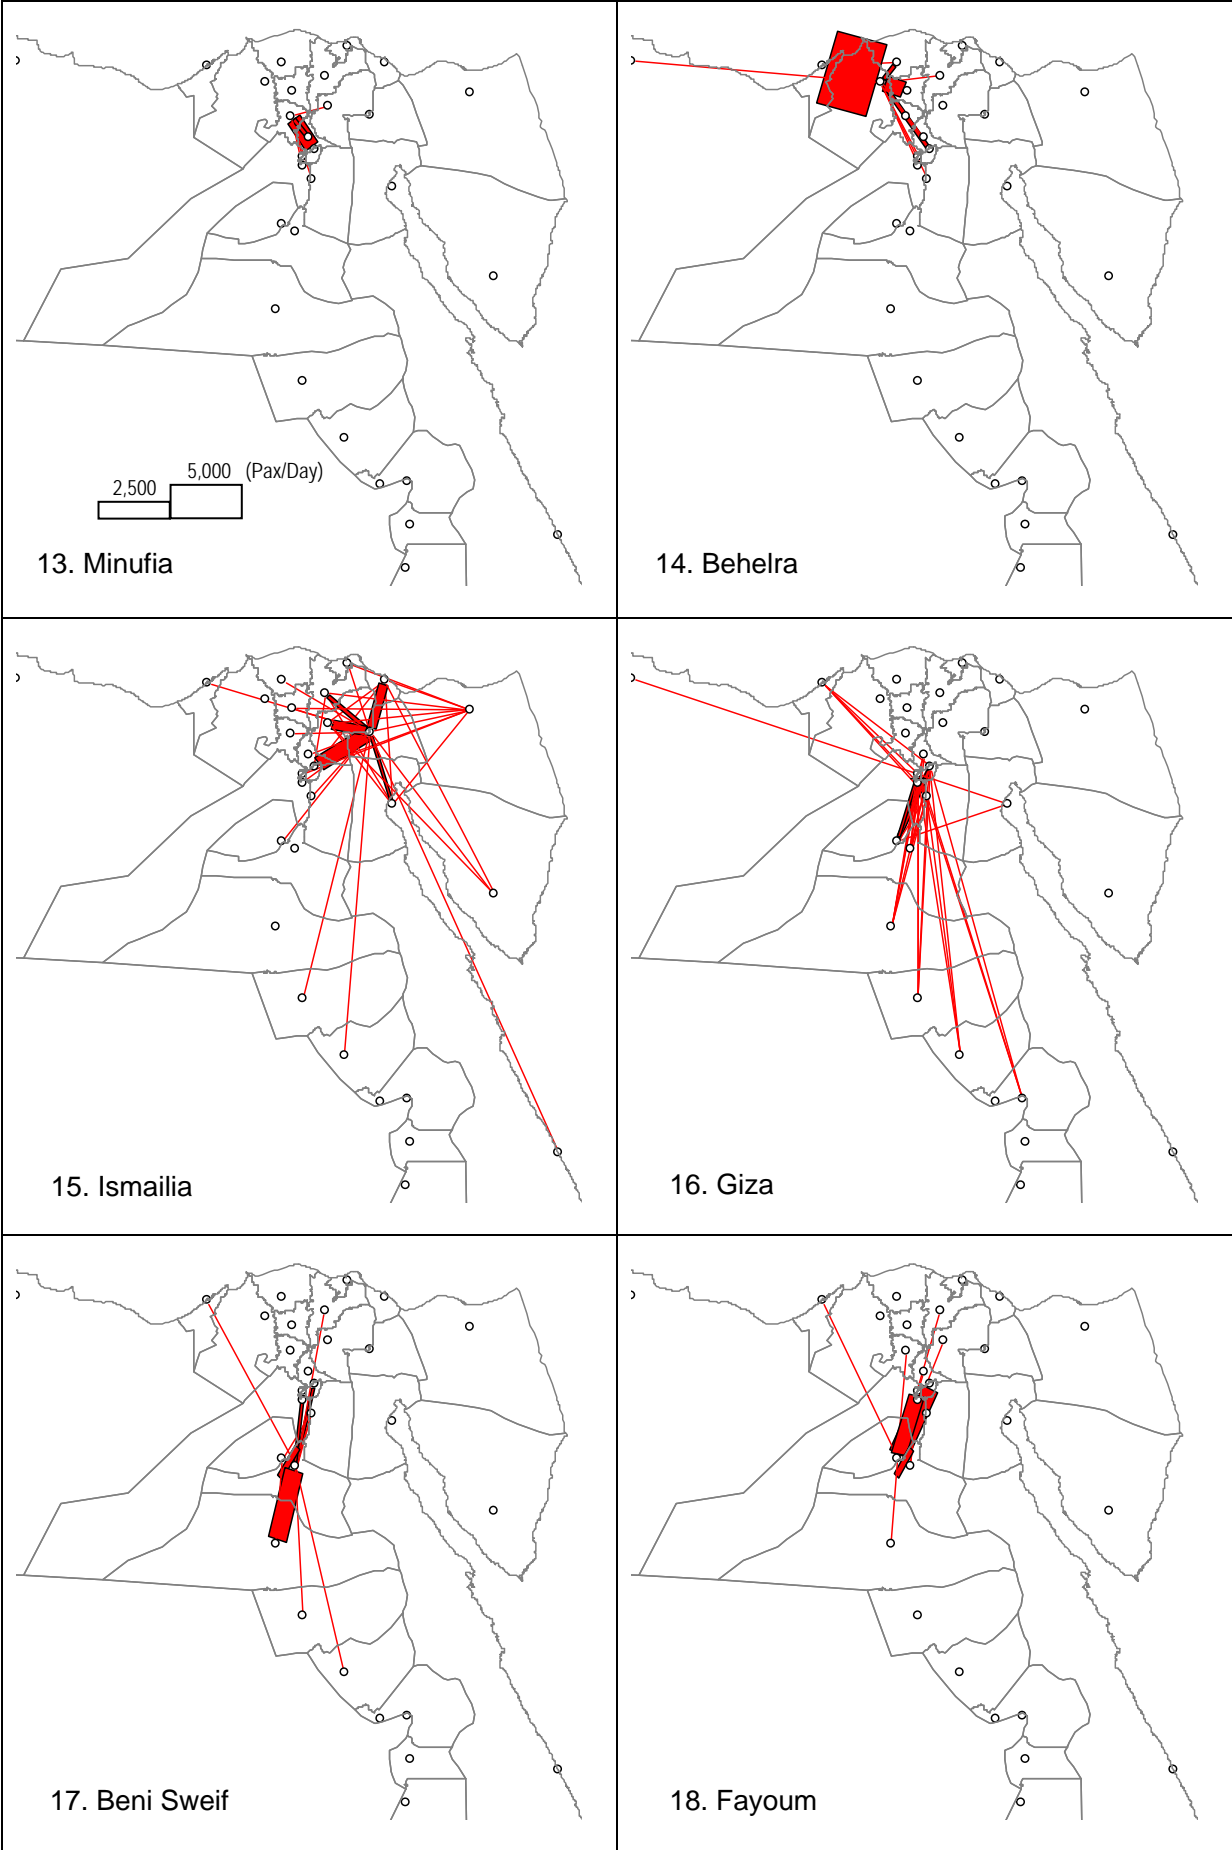 5,000 (Pax/Day)
2,500
13. Minufia
14. Behelra
15. Ismailia
16. Giza
17. Beni Sweif
18. Fayoum